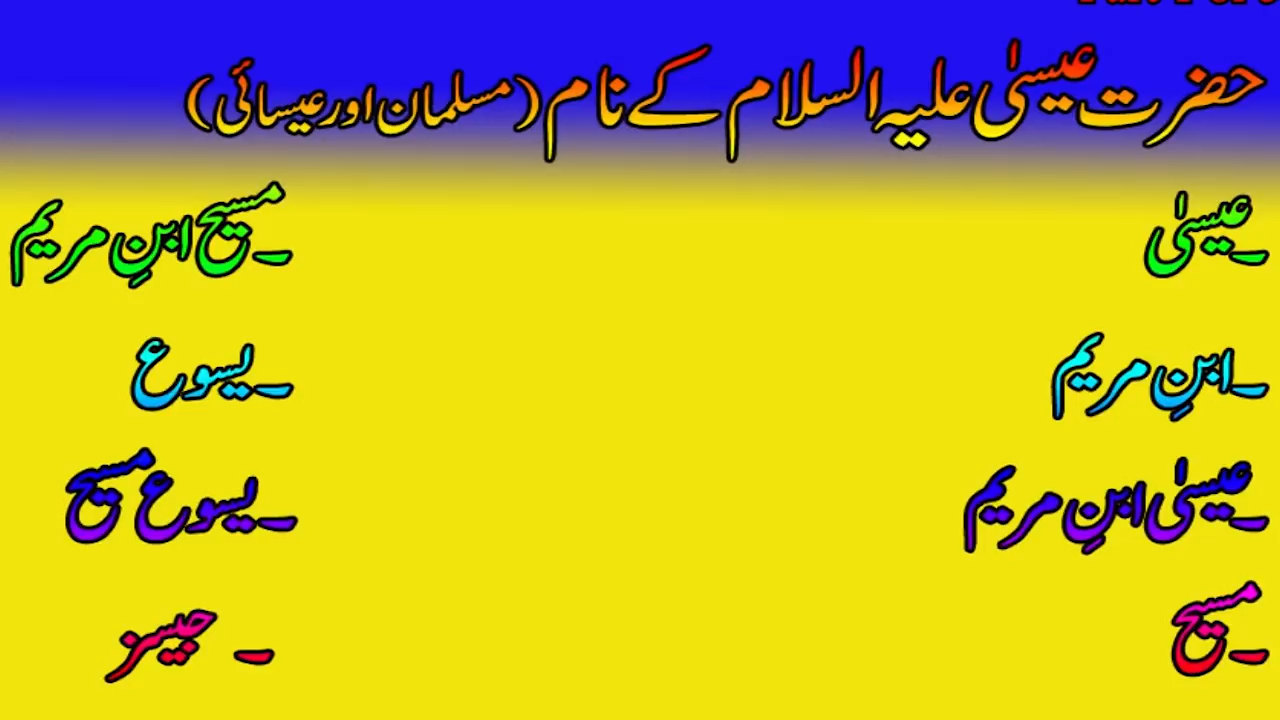 حضرت عیسیٰ علیہ السلام کے نام (مسلمان اور عیسائی)
۔عیسیٰ
۔ابنِ مریم
۔عیسیٰ ابنِ مریم
۔مسیح
۔مسیح ابنِ مریم
۔یسوع
۔یسوع مسیح
۔ جیسز